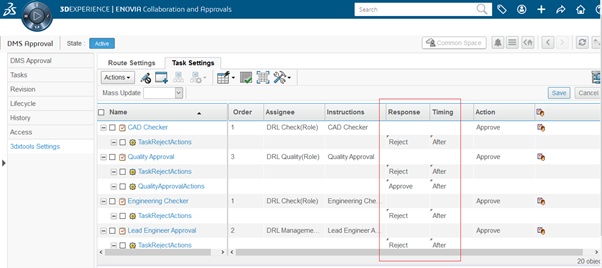 3DEXPERIENCE | ENOVIA Collaboration and Approvals
Search
DMS Approval State : Active
Common-Space
DMS Approval
Tasks
Revision
Lifecycle
History
Access
3dxtools Settings
Route Settings Task Settings
Actions
Mass Update
Save Cancel
Name Order Assignee Instructions Response Timing Action
CAD Checker 1 DRL Check(Role) CAD Checker Approve
TaskRejectActions Reject After
Quality Approval 3 DRL Quality(Role) Quality Approval Approve
TaskRejectActions Reject After
QualityApprovalActions Approve After
Engineering Checker 1 DRL Check(Role) Engineering Che... Approve
TaskRejectActions Reject After
Lead Engineer Approval 2 DRL Manageme... Lead Engineer A... Approve
TaskRejectActions Reject After
20 objec